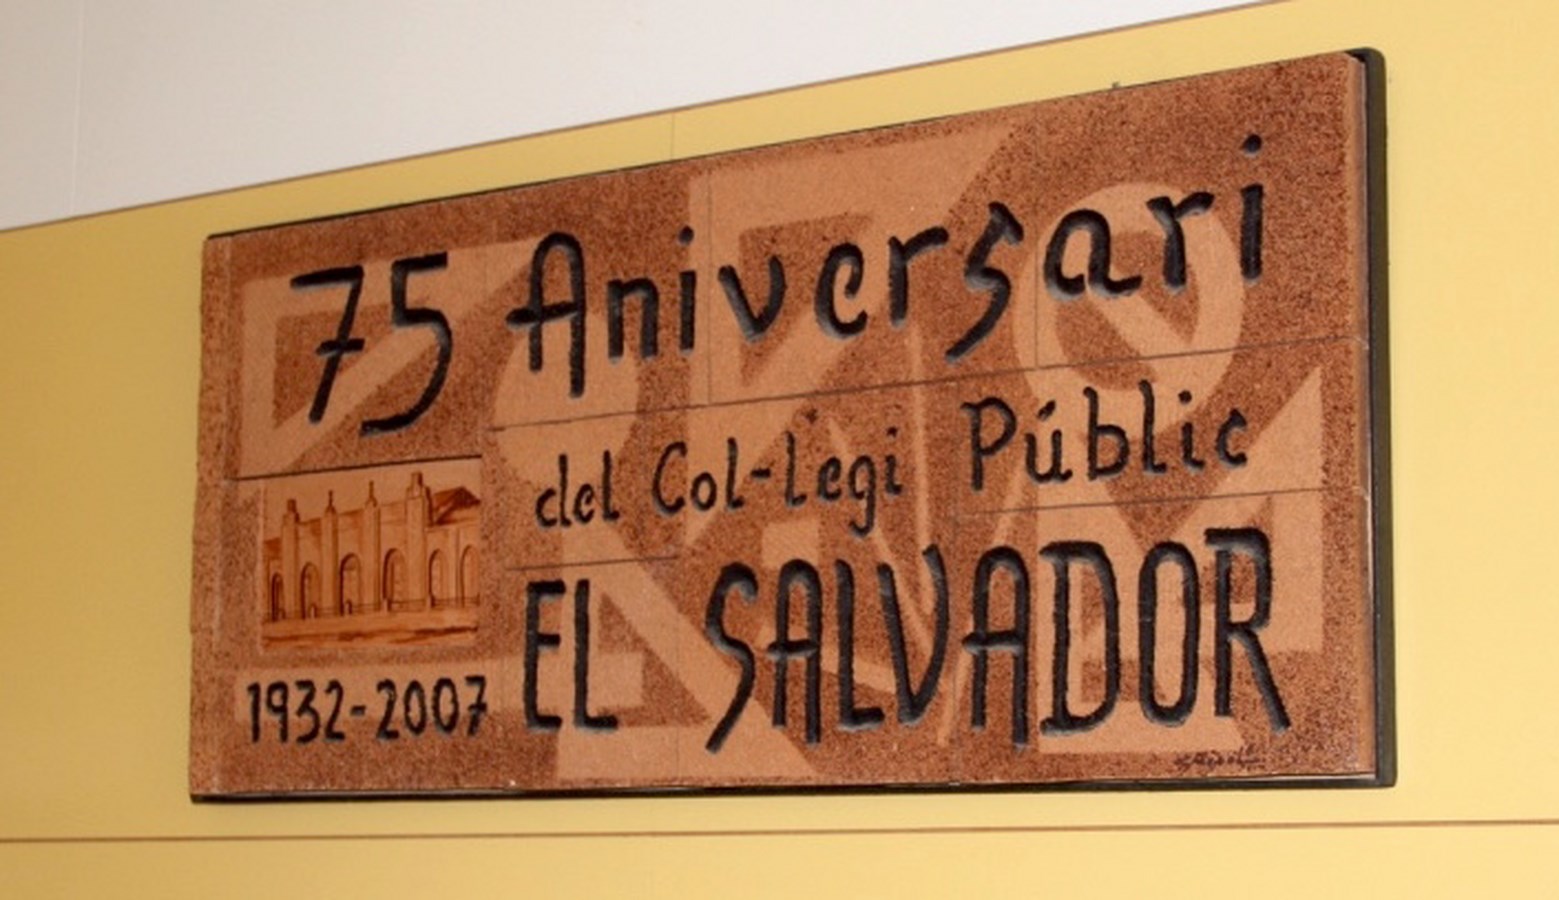 75 Aniversari
del Col-legi Públic
EL SALVADOR
1932-2007